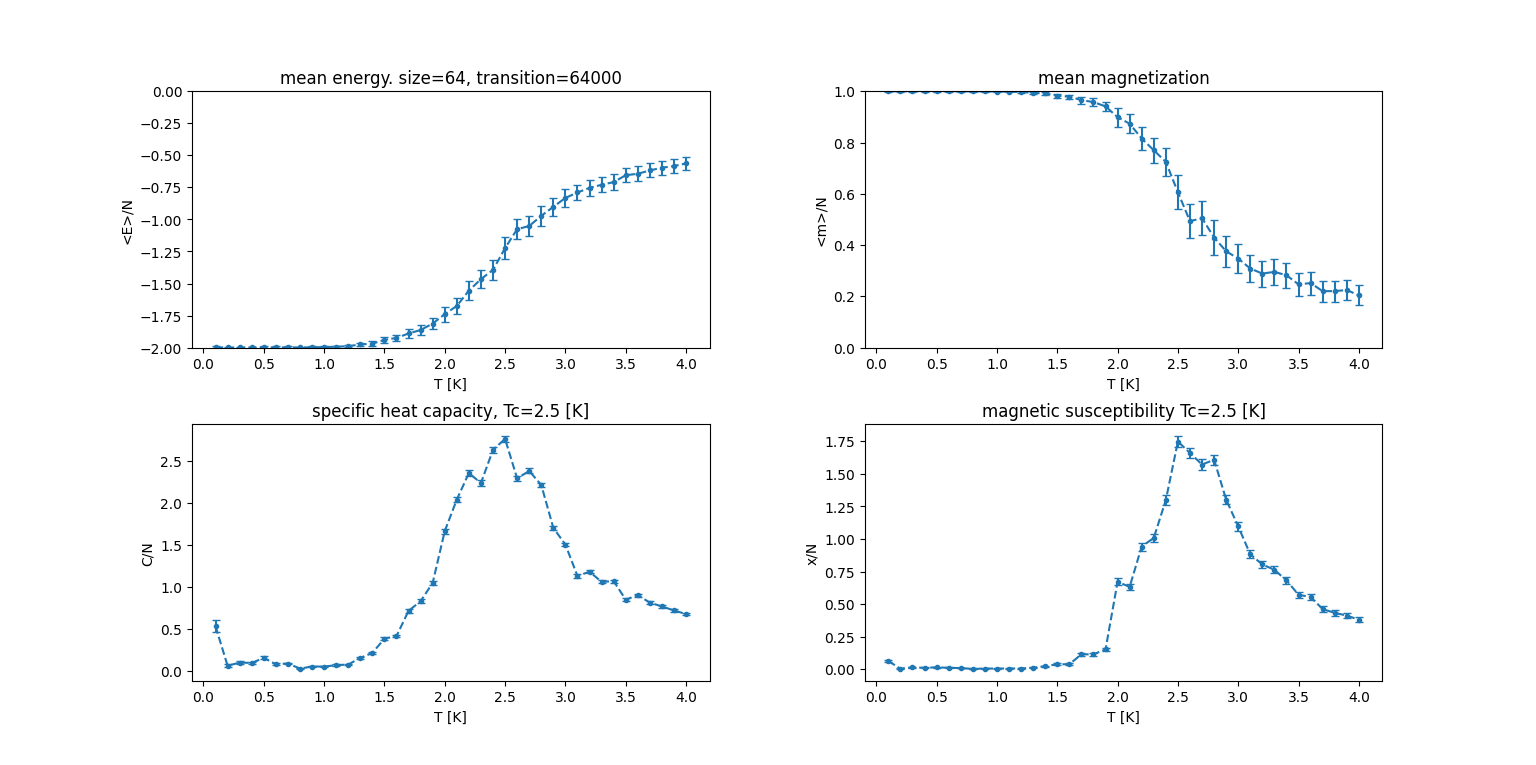 mean energy. size=64, transition=64000
0.00
−0.25
−0.50
−0.75
−1.00
−1.25
−1.50
−1.75
−2.00
<E>/N
0.0 0.5 1.0 1.5 2.0 2.5 3.0 3.5 4.0
T [K]
mean magnetization
1.0
0.8
0.6
0.4
0.2
0.0
<m>/N
0.0 0.5 1.0 1.5 2.0 2.5 3.0 3.5 4.0
T [K]
specific heat capacity, Tc=2.5 [K]
2.5
2.0
1.5
1.0
0.5
0.0
C/N
0.0 0.5 1.0 1.5 2.0 2.5 3.0 3.5 4.0
T [K]
magnetic susceptibility Tc=2.5 [K]
1.75
1.50
1.25
1.00
0.75
0.50
0.25
0.00
x/N
0.0 0.5 1.0 1.5 2.0 2.5 3.0 3.5 4.0
T [K]